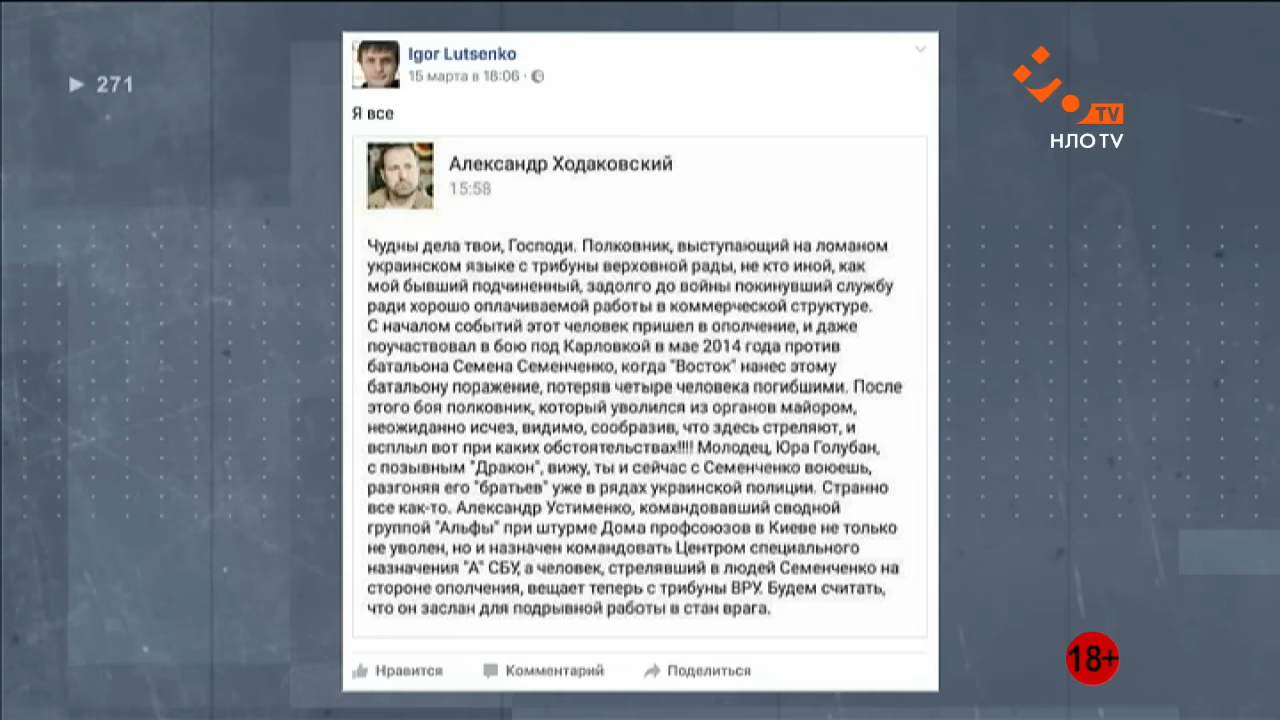 ► 271
Igor Lutsenko
15 марта в 18:06 ·
Я все
Александр Ходаковский
15:58
Чудны дела твои, Господи. Полковник, выступающий на ломаном
украинском языке с трибуны верховной рады, не кто иной, как
мой бывший подчиненный, задолго до войны покинувший службу
ради хорошо оплачиваемой работы в коммерческой структуре.
С началом событий этот человек пришел в ополчение, и даже
поучаствовал в бою под Карловкой в мае 2014 года против
батальона Семена Семенченко, когда "Восток" нанес этому
батальону поражение, потеряв четыре человека погибшими. После
этого боя полковник, который уволился из органов майором,
неожиданно исчез, видимо, сообразив, что здесь стреляют, и
всплыл вот при каких обстоятельствах!!!! Молодец, Юра Голубан,
с позывным "Дракон", вижу, ты и сейчас с Семенченко воюешь,
разгоняя его "братьев" уже в рядах украинской полиции. Странно
все как-то. Александр Устименко, командовавший сводной
группой "Альфы" при штурме Дома профсоюзов в Киеве не только
не уволен, но и назначен командовать Центром специального
назначения "А" СБУ, а человек, стрелявший в людей Семенченко на
стороне ополчения, вещает теперь с трибуны ВРУ. Будем считать,
что он заслан для подрывной работы в стан врага.
Нравится Комментарий Поделиться
TV
НЛО TV
18+